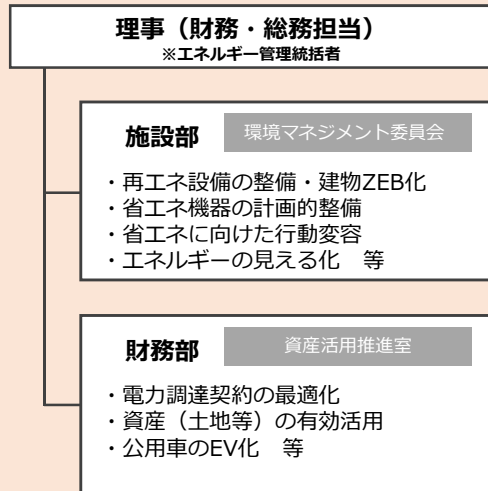 理事（財務・総務担当）
※エネルギー管理統括者
施設部 環境マネジメント委員会
・再エネ設備の整備・建物ZEB化
・省エネ機器の計画的整備
・省エネに向けた行動変容
・エネルギーの見える化　等
財務部 資産活用推進室
・電力調達契約の最適化
・資産（土地等）の有効活用
・公用車のEV化　等